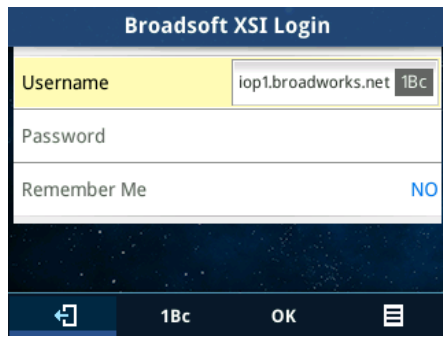 Broadsoft XSI Login
Username iop1.broadworks.net 1Bc
Password
Remember Me NO
1Bc OK